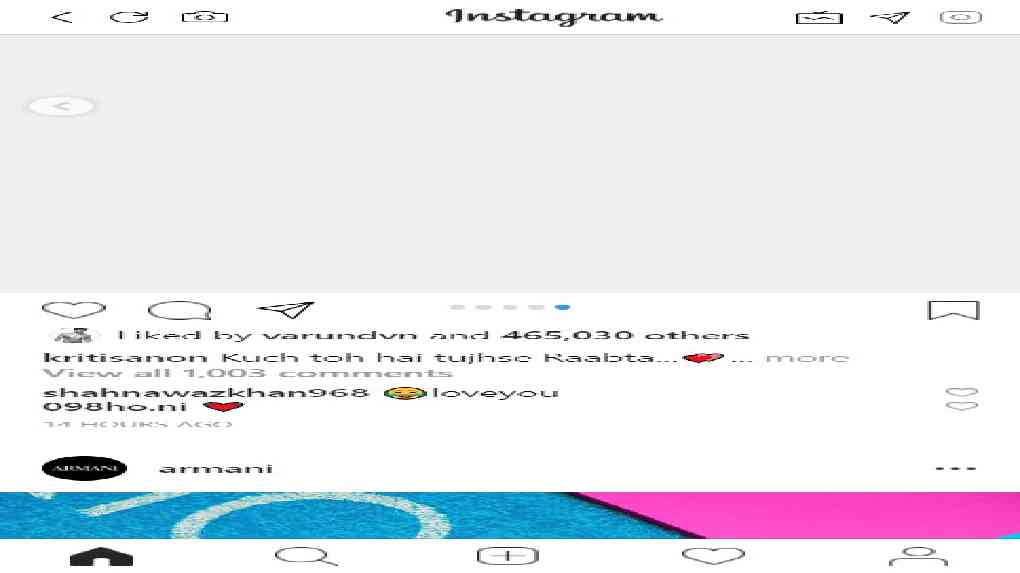 Instagram
Liked by varundvn and 465,030 others
kritisanon Kuch toh hai tujhse Raabta...❤️... more
View all 1,003 comments
shahnawazkhan968 😂loveyou
098ho.ni ❤️
14 HOURS AGO
ARMANI armani